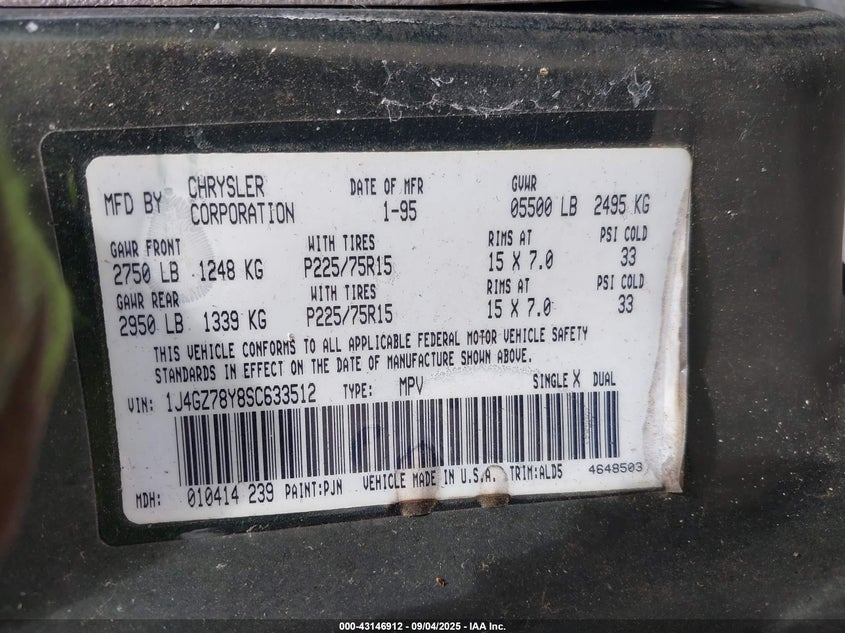 MFD BY CHRYSLER CORPORATION DATE OF MFR 1-95 GVWR 05500 LB 2495 KG
GAWR FRONT WITH TIRES RIMS AT PSI COLD
2750 LB 1248 KG P225/75R15 15 X 7.0 33
GAWR REAR WITH TIRES RIMS AT PSI COLD
2950 LB 1339 KG P225/75R15 15 X 7.0 33
THIS VEHICLE CONFORMS TO ALL APPLICABLE FEDERAL MOTOR VEHICLE SAFETY
STANDARDS IN EFFECT ON THE DATE OF MANUFACTURE SHOWN ABOVE.
VIN: 1J4GZ78Y8SC633512 TYPE: MPV SINGLE X DUAL
MDH: 010414 239 PAINT:PJN VEHICLE MADE IN U.S.A. TRIM:ALD5 4648503
000-43146912 - 09/04/2025 - IAA Inc.